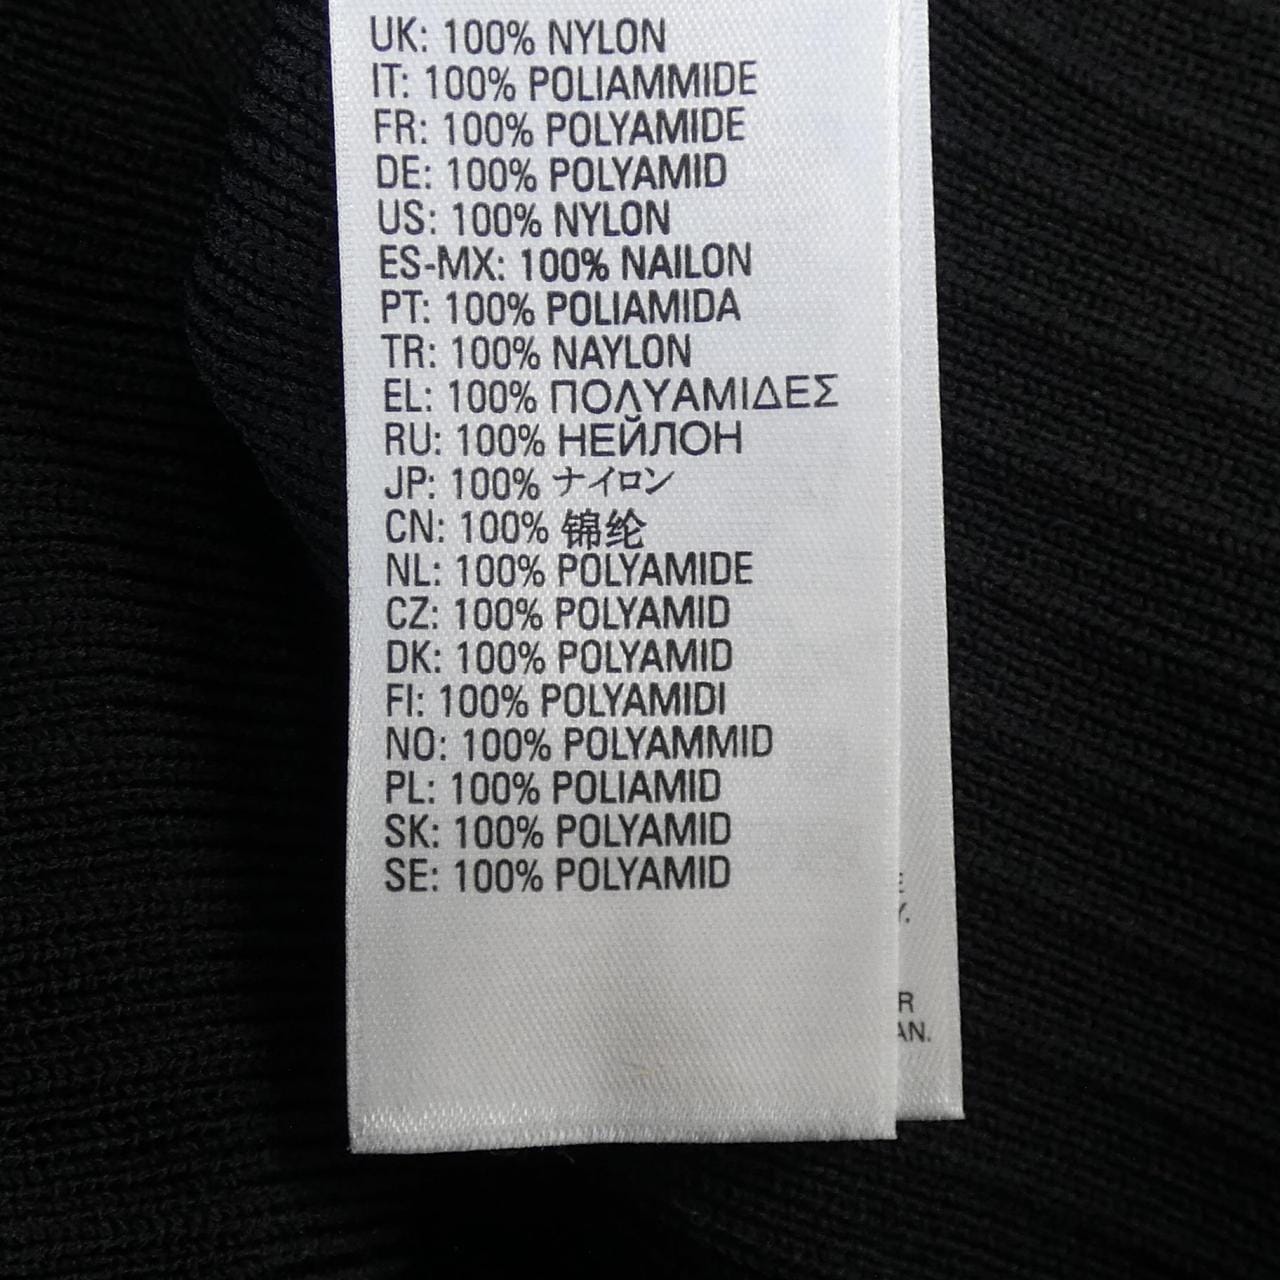 UK: 100% NYLON
IT: 100% POLIAMMIDE
FR: 100% POLYAMIDE
DE: 100% POLYAMID
US: 100% NYLON
ES-MX: 100% NAILON
PT: 100% POLIAMIDA
TR: 100% NAYLON
EL: 100% ΠΟΛΥΑΜΙΔΕΣ
RU: 100% НЕЙЛОН
JP: 100% ナイロン
CN: 100% 锦纶
NL: 100% POLYAMIDE
CZ: 100% POLYAMID
DK: 100% POLYAMID
FI: 100% POLYAMIDI
NO: 100% POLYAMMID
PL: 100% POLIAMID
SK: 100% POLYAMID
SE: 100% POLYAMID